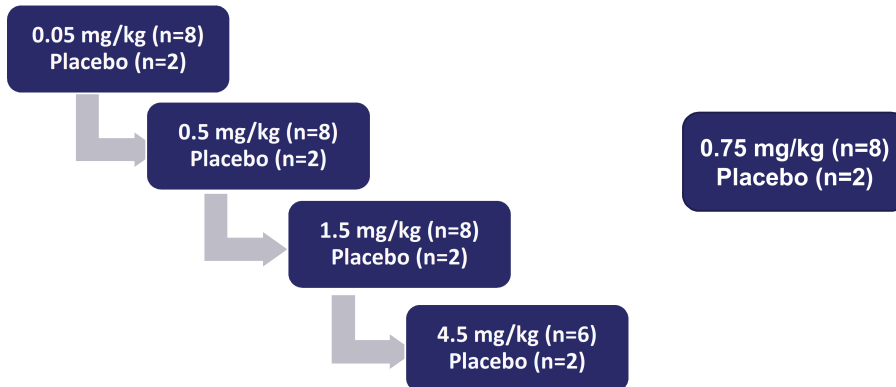 0.05 mg/kg (n=8)
Placebo (n=2)
0.5 mg/kg (n=8)
Placebo (n=2)
1.5 mg/kg (n=8)
Placebo (n=2)
4.5 mg/kg (n=6)
Placebo (n=2)
0.75 mg/kg (n=8)
Placebo (n=2)